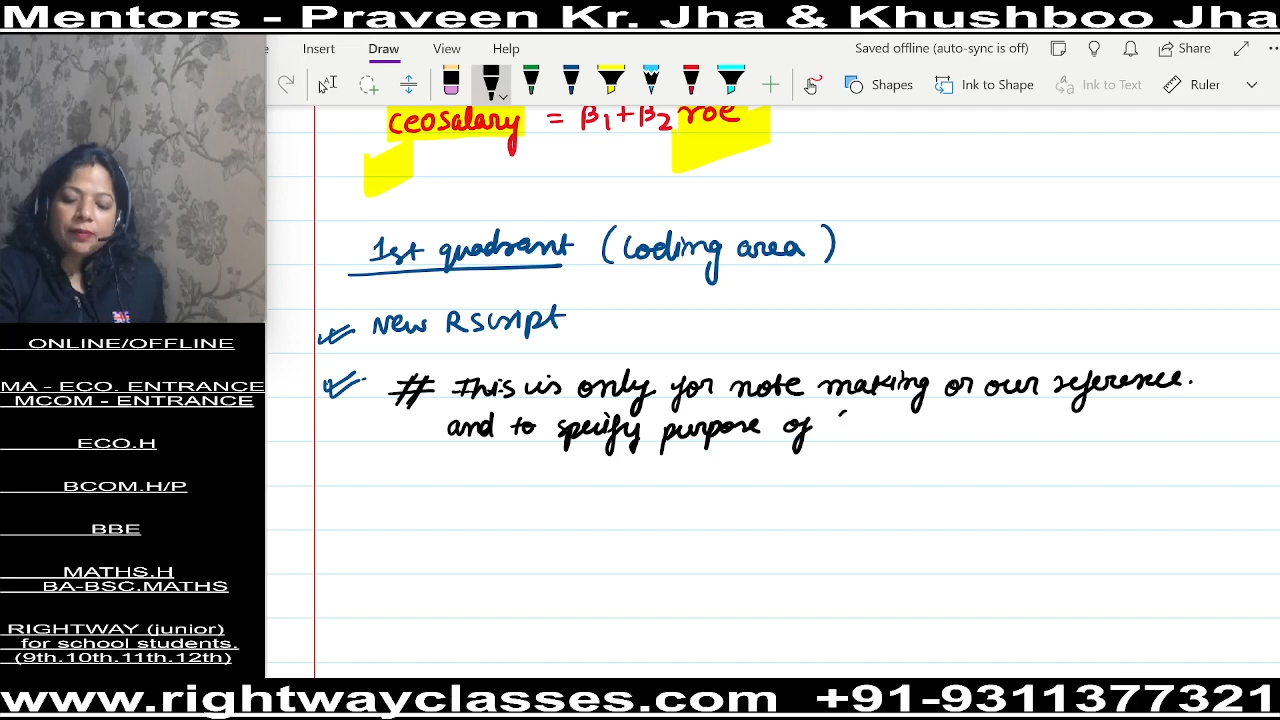 Mentors - Praveen Kr. Jha & Khushboo Jha
Insert Draw View Help Saved offline (auto-sync is off) Share
Shapes Ink to Shape Ink to Text Ruler
ceosalary = β1+β2 roe
1st quadrant (Coding area)
New RScript
# This is only for note making or our reference.
and to specify purpose of
ONLINE/OFFLINE
MA - ECO. ENTRANCE
MCOM - ENTRANCE
ECO.H
BCOM.H/P
BBE
MATHS.H
BA-BSC.MATHS
RIGHTWAY (junior)
for school students.
(9th.10th.11th.12th)
www.rightwayclasses.com +91-9311377321